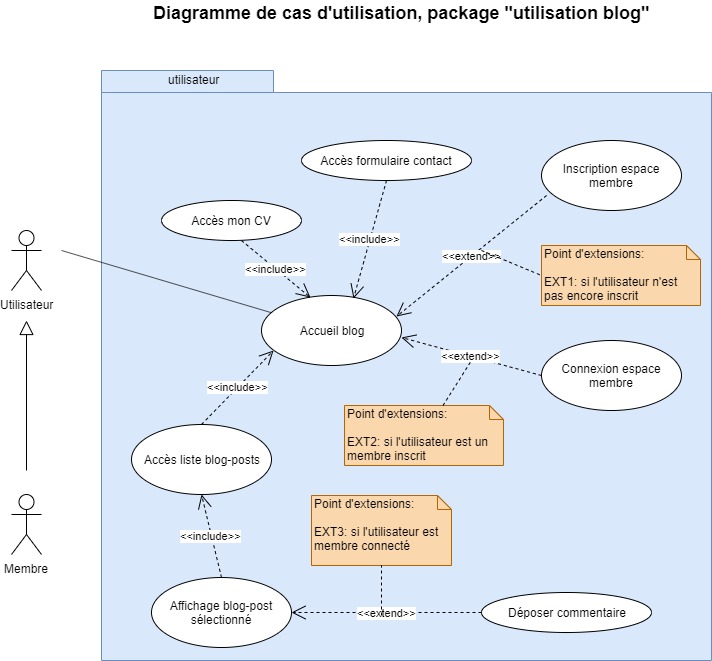 Diagramme de cas d'utilisation, package "utilisation blog"
utilisateur
Accès formulaire contact
Inscription espace
membre
Accès mon CV
<<include>>
<<include>>
<<extend>>
Point d'extensions:
EXT1: si l'utilisateur n'est
pas encore inscrit
Utilisateur
Accueil blog
<<extend>>
Connexion espace
membre
<<include>>
Point d'extensions:
EXT2: si l'utilisateur est un
membre inscrit
Accès liste blog-posts
Point d'extensions:
EXT3: si l'utilisateur est
membre connecté
<<include>>
Membre
Affichage blog-post
sélectionné
<<extend>>
Déposer commentaire